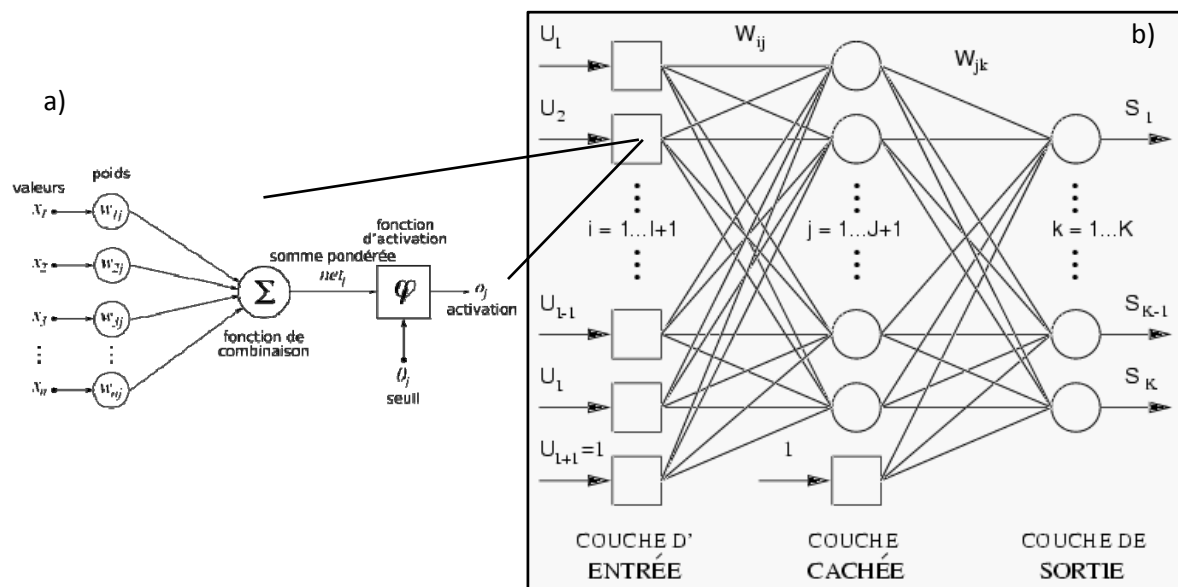 a)
valeurs
poids
x1
w1j
x2
w2j
x3
w3j
⋮
⋮
xn
wnj
Σ
fonction de
combinaison
somme pondérée
netj
fonction
d'activation
φ
oj
activation
θj
seuil
b)
U1
Wij
Wjk
U2
S1
i = 1...I+1
j = 1...J+1
k = 1...K
UI-1
SK-1
UI
SK
UI+1=1
1
COUCHE D'
ENTRÉE
COUCHE
CACHÉE
COUCHE DE
SORTIE